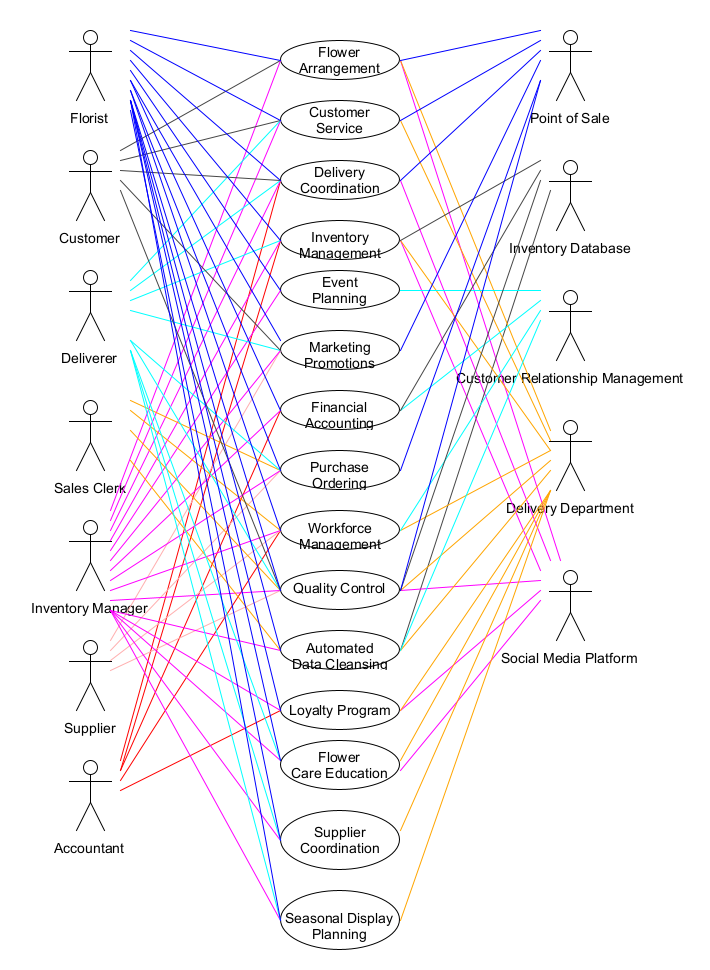 Florist
Customer
Deliverer
Sales Clerk
Inventory Manager
Supplier
Accountant
Flower
Arrangement
Customer
Service
Delivery
Coordination
Inventory
Management
Event
Planning
Marketing
Promotions
Financial
Accounting
Purchase
Ordering
Workforce
Management
Quality Control
Automated
Data Cleansing
Loyalty Program
Flower
Care Education
Supplier
Coordination
Seasonal Display
Planning
Point of Sale
Inventory Database
Customer Relationship Management
Delivery Department
Social Media Platform